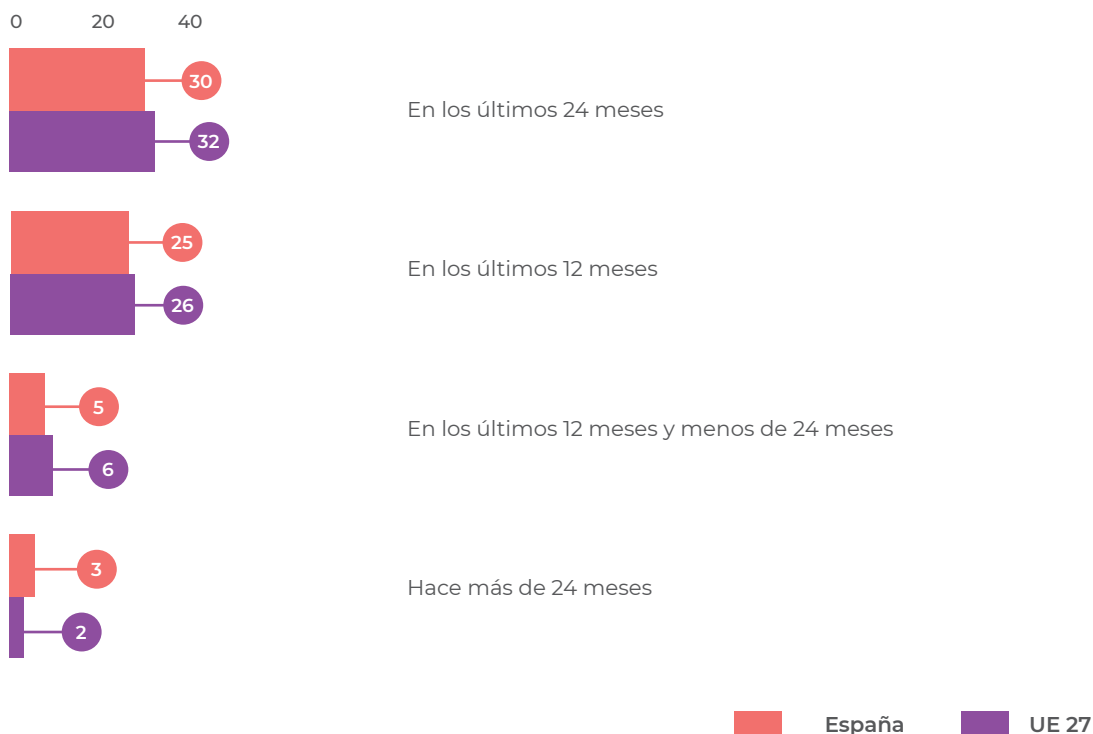 0 20 40
30
32
En los últimos 24 meses
25
26
En los últimos 12 meses
5
6
En los últimos 12 meses y menos de 24 meses
3
2
Hace más de 24 meses
España UE 27